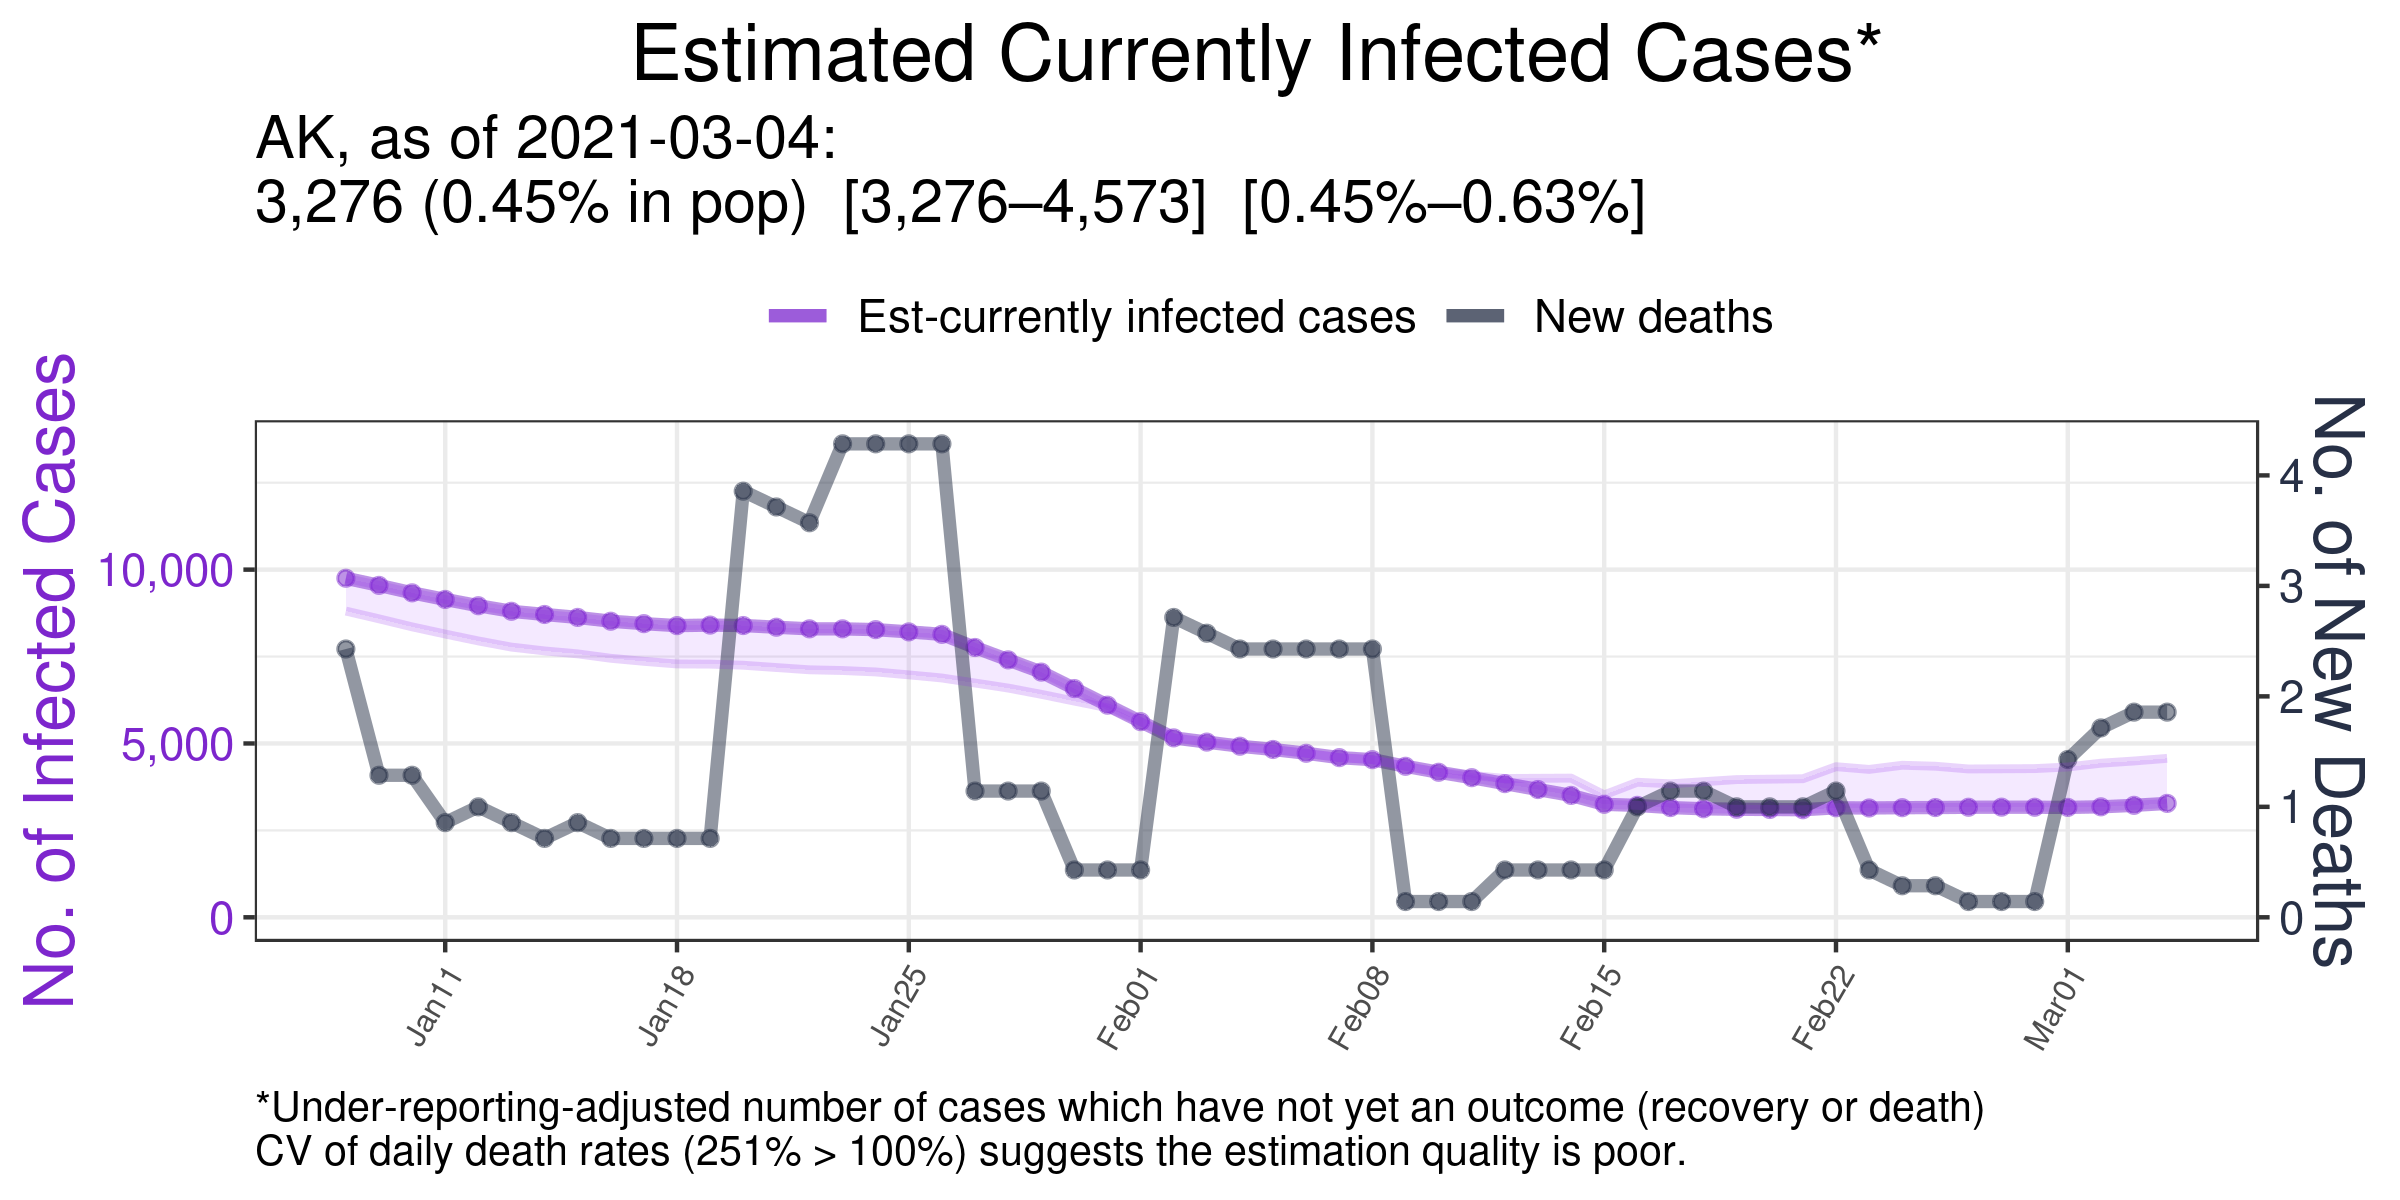 Estimated Currently Infected Cases*
AK, as of 2021-03-04:
3,276 (0.45% in pop)  [3,276–4,573]  [0.45%–0.63%]
Est-currently infected cases
New deaths
No. of Infected Cases
10,000
5,000
0
No. of New Deaths
4
3
2
1
0
Jan11
Jan18
Jan25
Feb01
Feb08
Feb15
Feb22
Mar01
*Under-reporting-adjusted number of cases which have not yet an outcome (recovery or death)
CV of daily death rates (251% > 100%) suggests the estimation quality is poor.